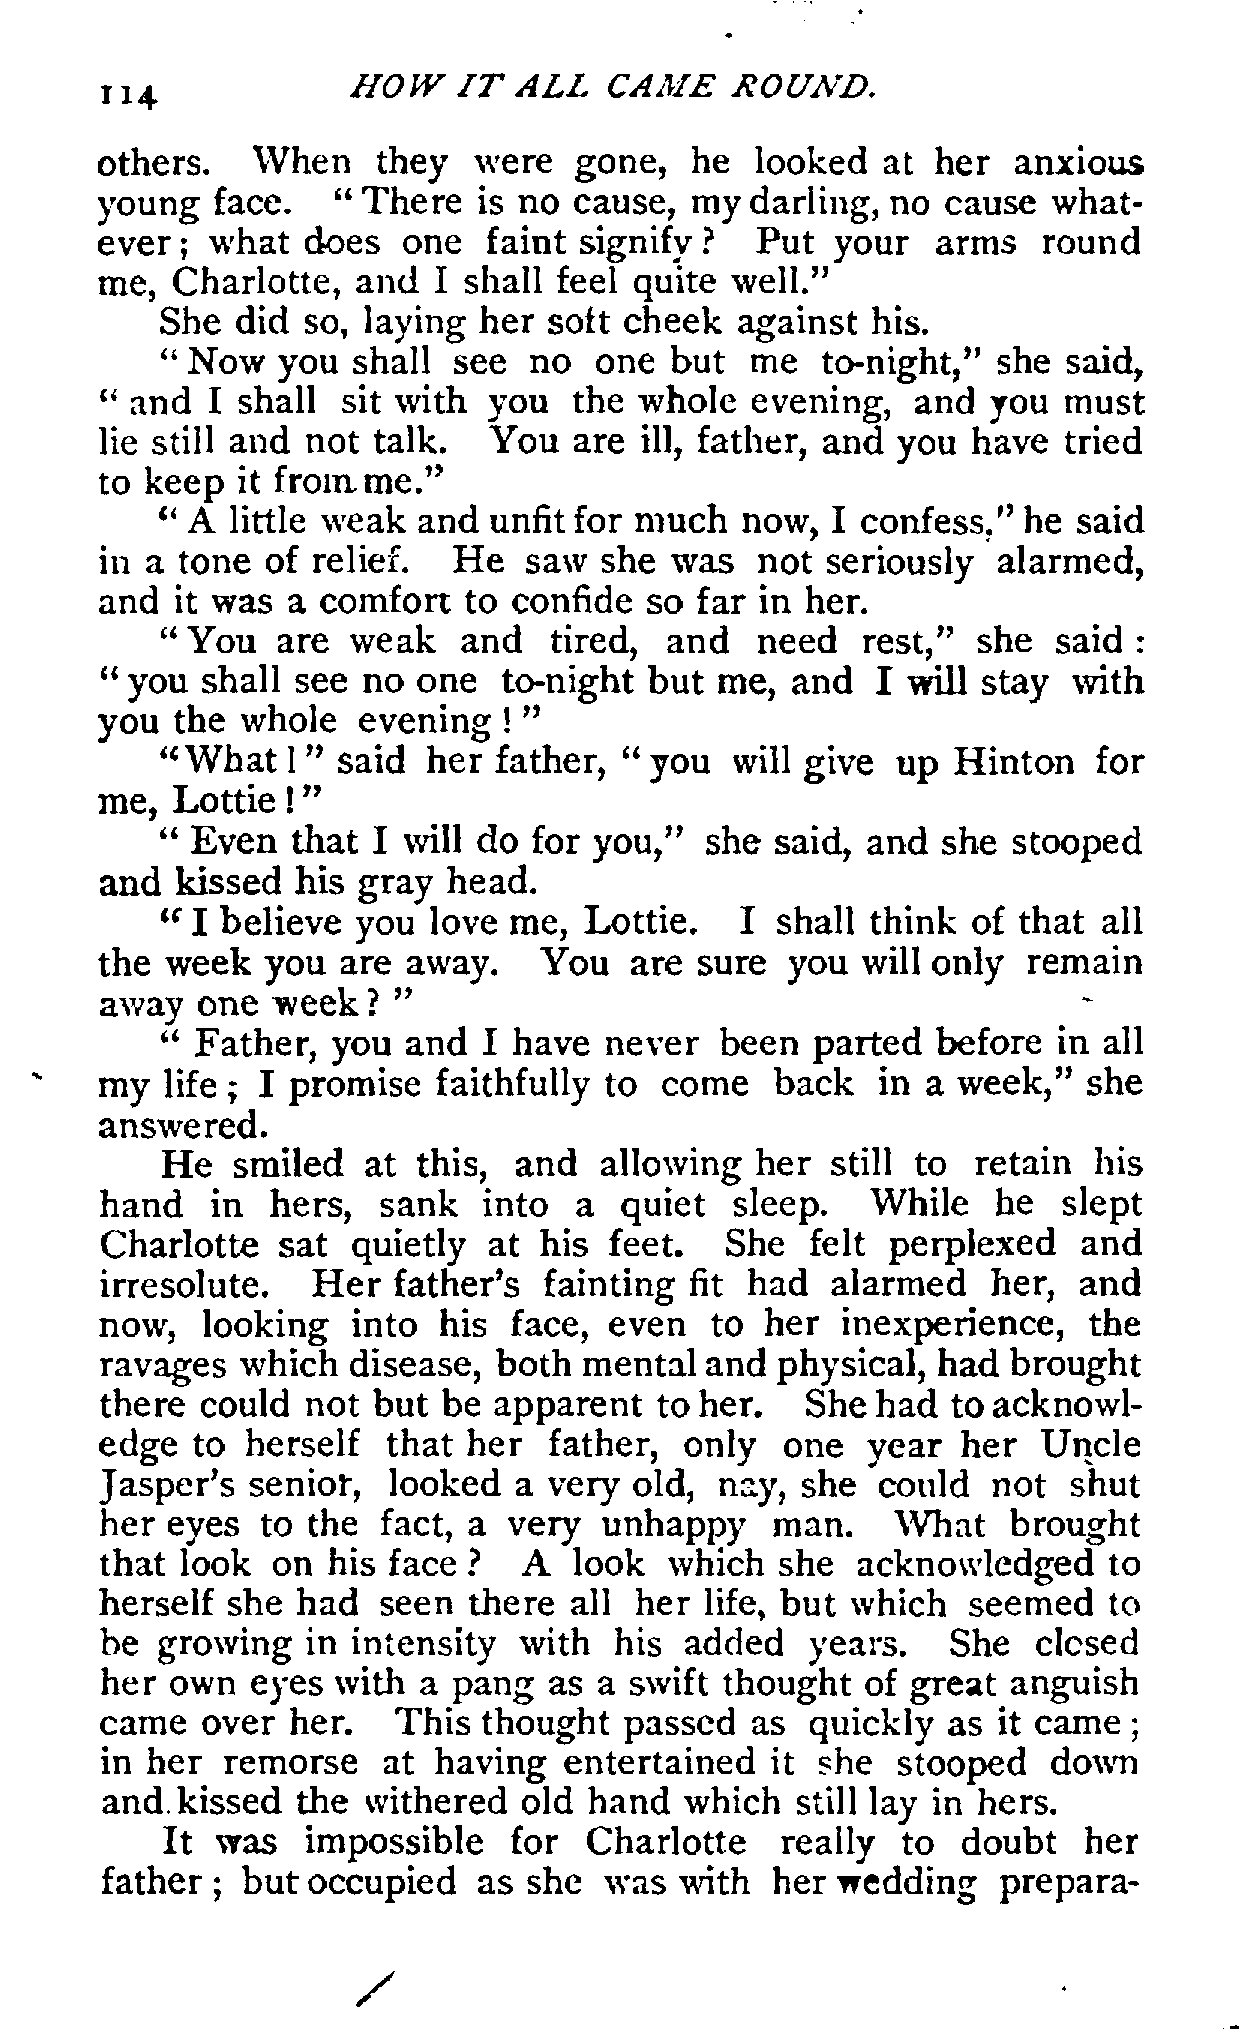 114 HOW IT ALL CAME ROUND.
others. When they were gone, he looked at her anxious
young face. "There is no cause, my darling, no cause what-
ever; what does one faint signify? Put your arms round
me, Charlotte, and I shall feel quite well."
She did so, laying her soft cheek against his.
"Now you shall see no one but me to-night," she said,
"and I shall sit with you the whole evening, and you must
lie still and not talk. You are ill, father, and you have tried
to keep it from me."
"A little weak and unfit for much now, I confess," he said
in a tone of relief. He saw she was not seriously alarmed,
and it was a comfort to confide so far in her.
"You are weak and tired, and need rest," she said:
"you shall see no one to-night but me, and I will stay with
you the whole evening!"
"What!" said her father, "you will give up Hinton for
me, Lottie!"
"Even that I will do for you," she said, and she stooped
and kissed his gray head.
"I believe you love me, Lottie. I shall think of that all
the week you are away. You are sure you will only remain
away one week?"
"Father, you and I have never been parted before in all
my life; I promise faithfully to come back in a week," she
answered.
He smiled at this, and allowing her still to retain his
hand in hers, sank into a quiet sleep. While he slept
Charlotte sat quietly at his feet. She felt perplexed and
irresolute. Her father's fainting fit had alarmed her, and
now, looking into his face, even to her inexperience, the
ravages which disease, both mental and physical, had brought
there could not but be apparent to her. She had to acknowl-
edge to herself that her father, only one year her Uncle
Jasper's senior, looked a very old, nay, she could not shut
her eyes to the fact, a very unhappy man. What brought
that look on his face? A look which she acknowledged to
herself she had seen there all her life, but which seemed to
be growing in intensity with his added years. She closed
her own eyes with a pang as a swift thought of great anguish
came over her. This thought passed as quickly as it came;
in her remorse at having entertained it she stooped down
and kissed the withered old hand which still lay in hers.
It was impossible for Charlotte really to doubt her
father; but occupied as she was with her wedding prepara-